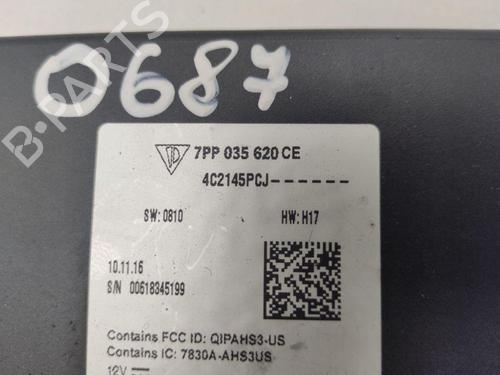 0687
B-PARTS
7PP 035 620 CE
4C2145PCJ------
SW: 0810 HW: H17
10.11.16
S/N 00618345199
Contains FCC ID: QIPAHS3-US
Contains IC: 7830A-AHS3US
12V